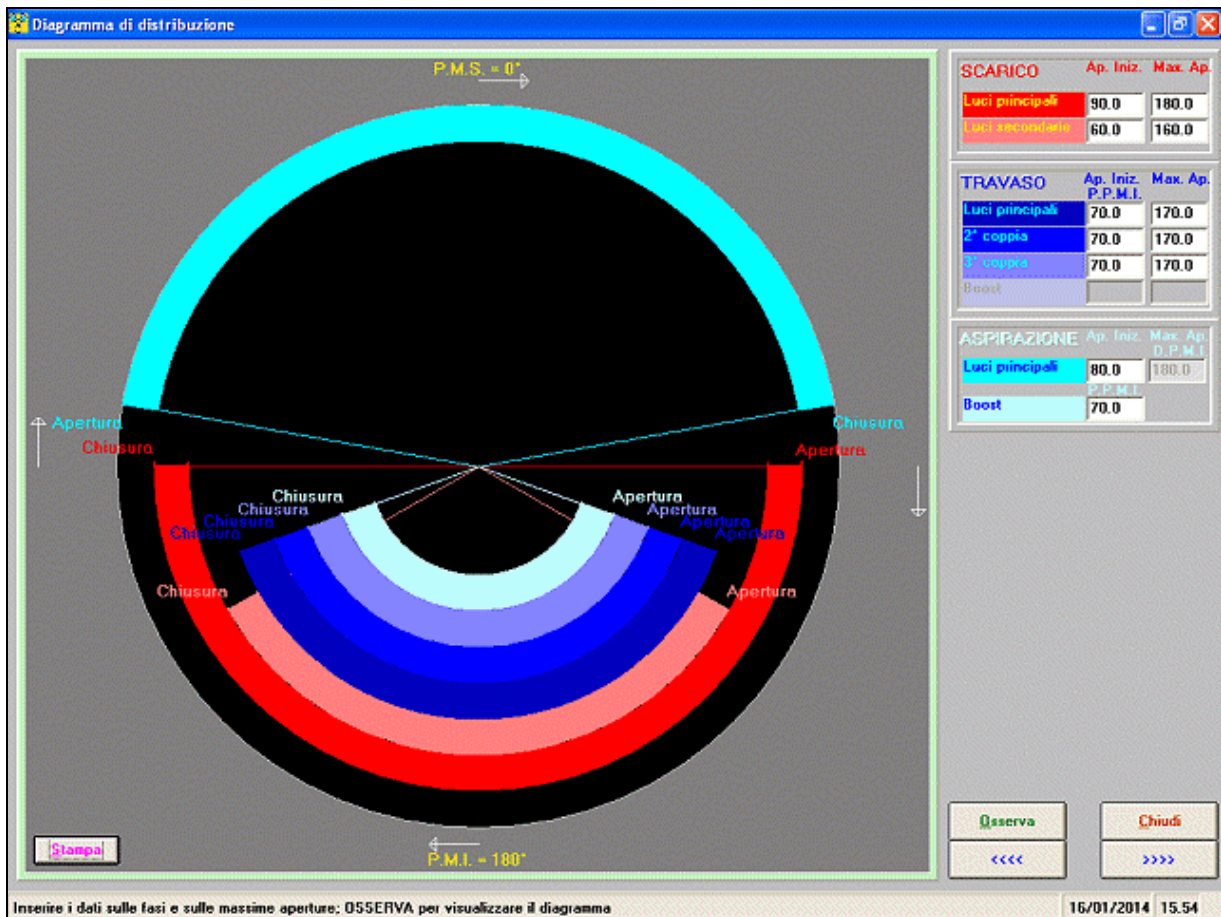 Diagramma di distribuzione
P.M.S. = 0°
Apertura
Chiusura
Chiusura
Apertura
Chiusura
Chiusura
Chiusura
Chiusura
Apertura
Apertura
Apertura
Apertura
Chiusura
Apertura
P.M.I. = 180°
Stampa
SCARICO Ap. Iniz. Max. Ap.
Luci principali 90.0 180.0
Luci secondarie 60.0 160.0
TRAVASO Ap. Iniz. P.P.M.I. Max. Ap.
Luci principali 70.0 170.0
2° coppia 70.0 170.0
3° coppia 70.0 170.0
Boost
ASPIRAZIONE Ap. Iniz. Max. Ap. D.P.M.I.
Luci principali 80.0 180.0
P.P.M.I.
Boost 70.0
Osserva
Chiudi
<<<<
>>>>
Inserire i dati sulle fasi e sulle massime aperture; OSSERVA per visualizzare il diagramma
16/01/2014 15.54